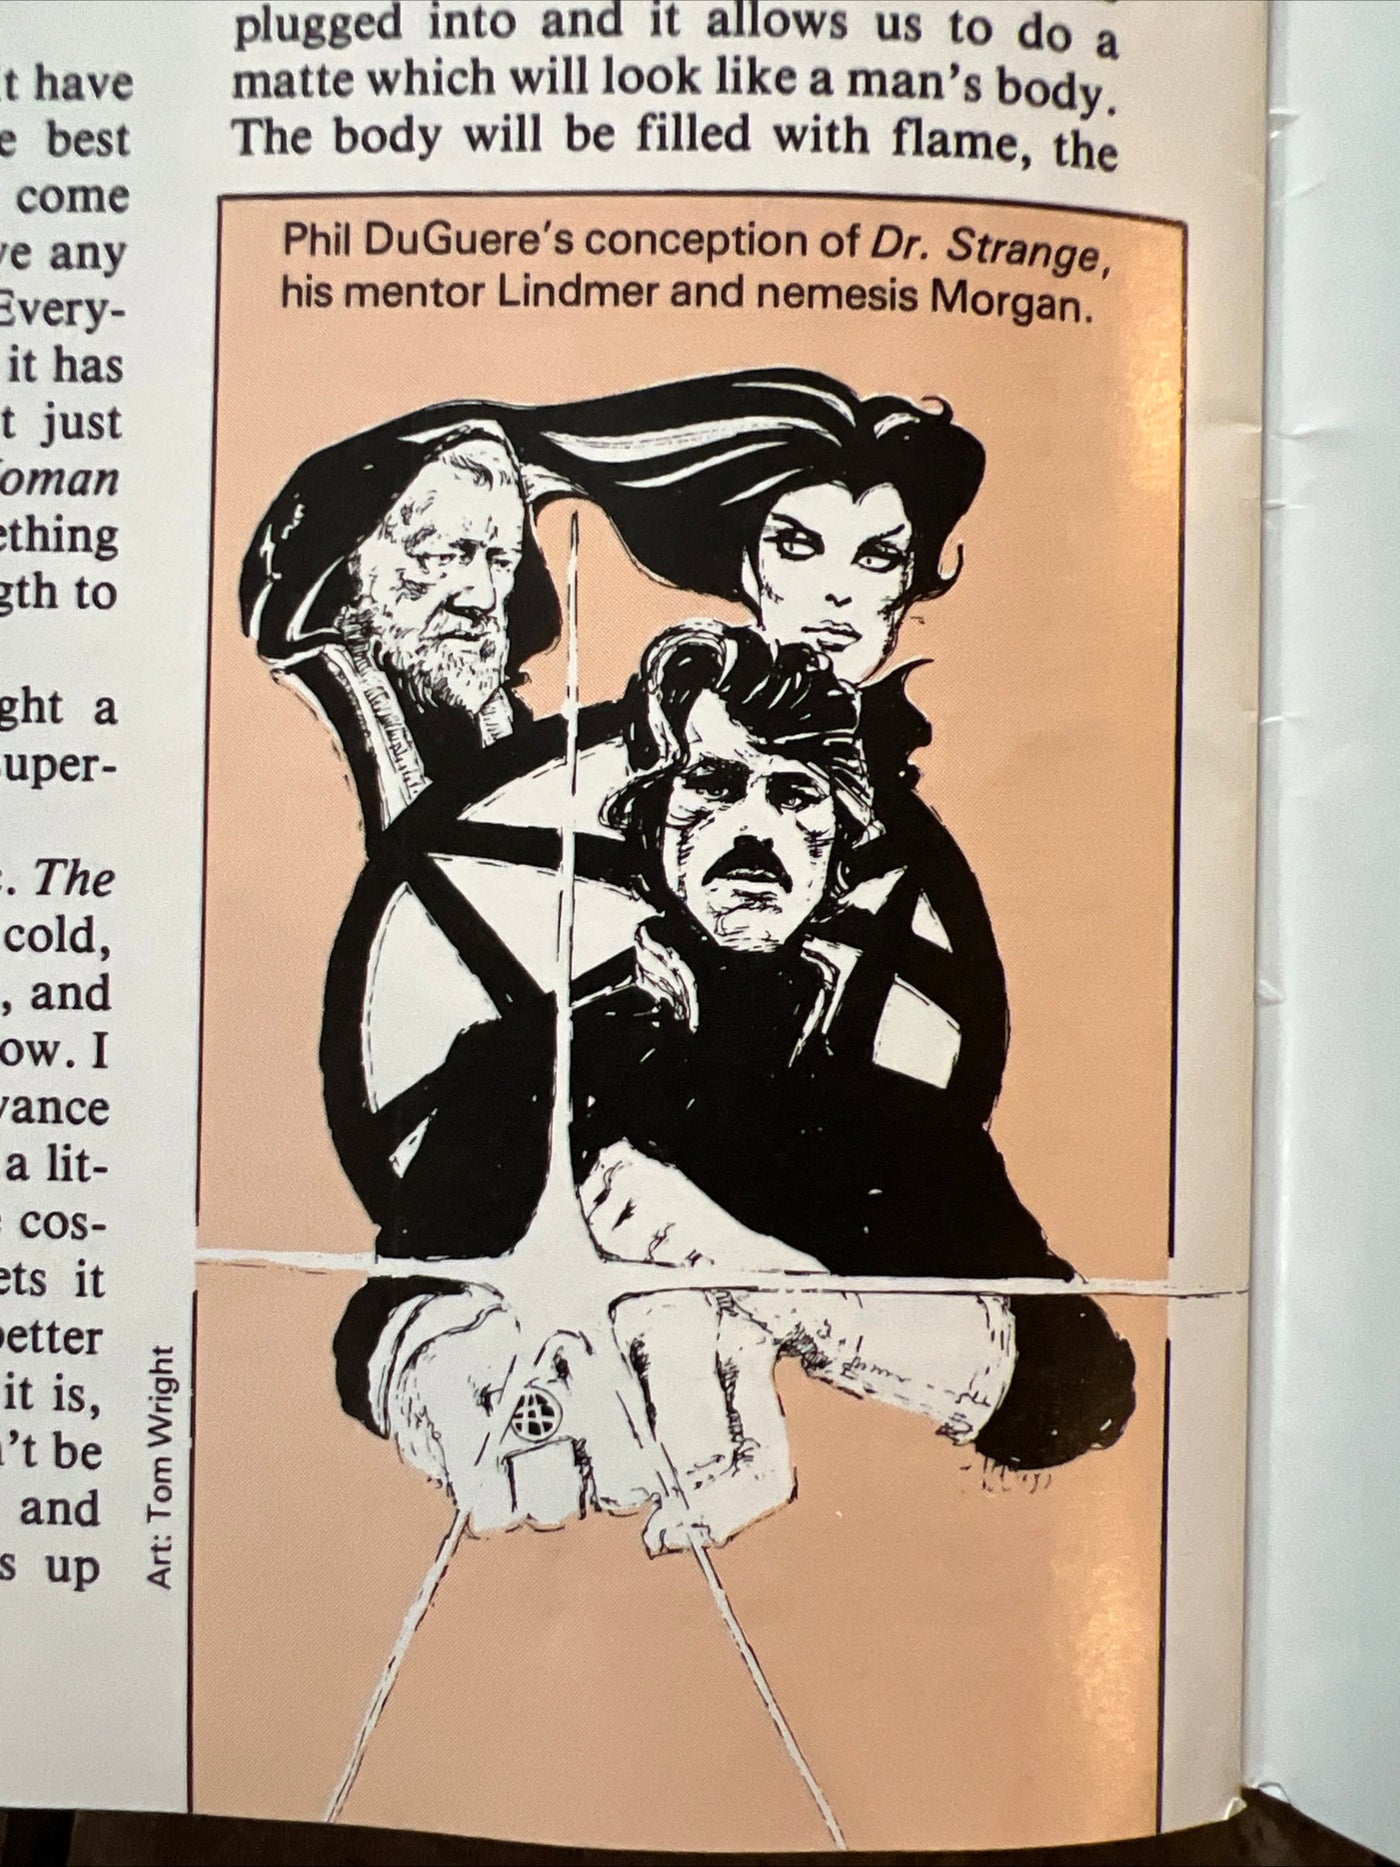 t have
e best
come
ve any
Every-
it has
t just
oman
ething
gth to
ght a
super-
. The
cold,
, and
ow. I
vance
a lit-
cos-
ets it
better
it is,
't be
and
s up
plugged into and it allows us to do a
matte which will look like a man's body.
The body will be filled with flame, the
Phil DuGuere's conception of Dr. Strange,
his mentor Lindmer and nemesis Morgan.
Art: Tom Wright